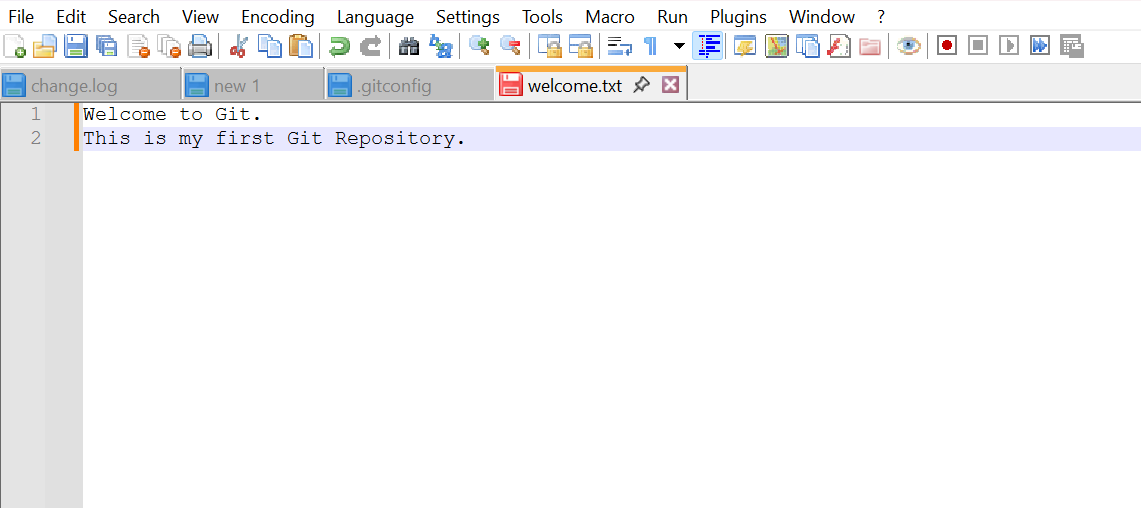 File Edit Search View Encoding Language Settings Tools Macro Run Plugins Window ?
change.log new 1 .gitconfig welcome.txt
1 Welcome to Git.
2 This is my first Git Repository.